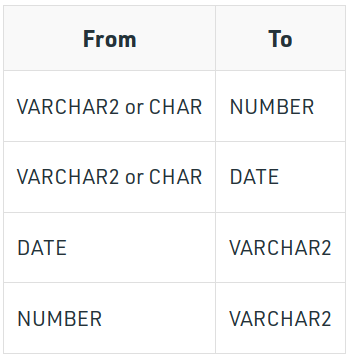 From To
VARCHAR2 or CHAR NUMBER
VARCHAR2 or CHAR DATE
DATE VARCHAR2
NUMBER VARCHAR2